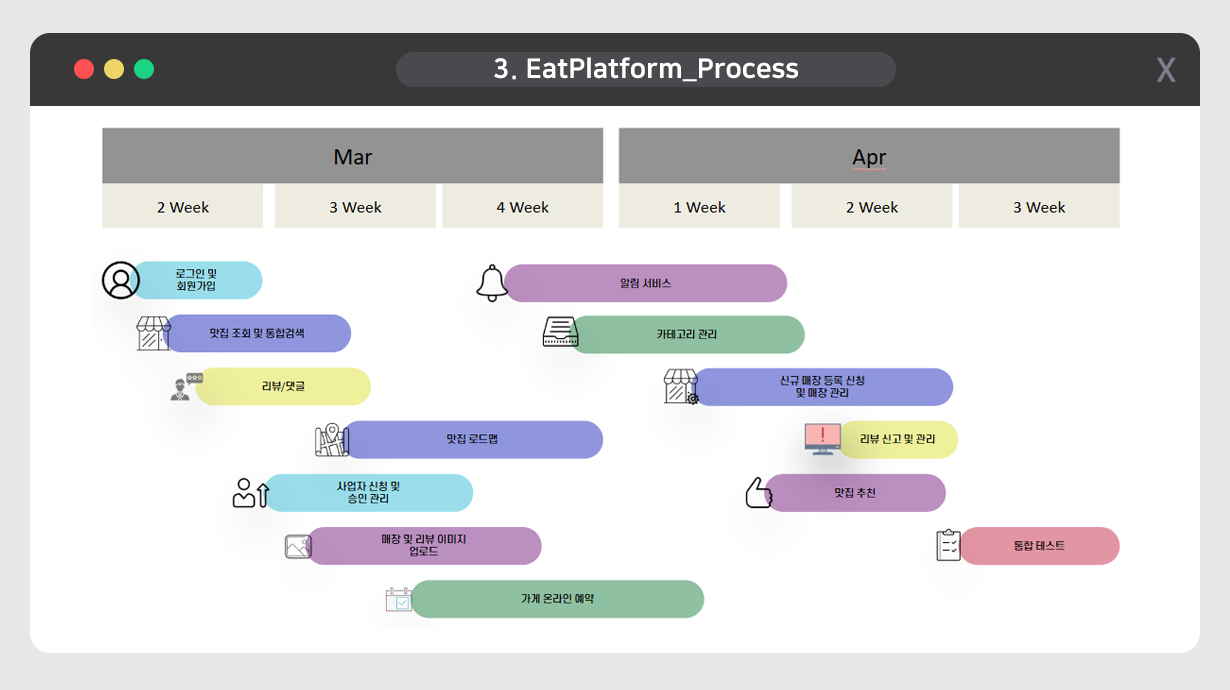 3. EatPlatform_Process
X
Mar
Apr
2 Week
3 Week
4 Week
1 Week
2 Week
3 Week
로그인 및
회원가입
맛집 조회 및 통합검색
리뷰/댓글
맛집 로드맵
사업자 신청 및
승인 관리
매장 및 리뷰 이미지
업로드
가게 온라인 예약
알림 서비스
카테고리 관리
신규 매장 등록 신청
및 매장 관리
리뷰 신고 및 관리
맛집 추천
통합 테스트